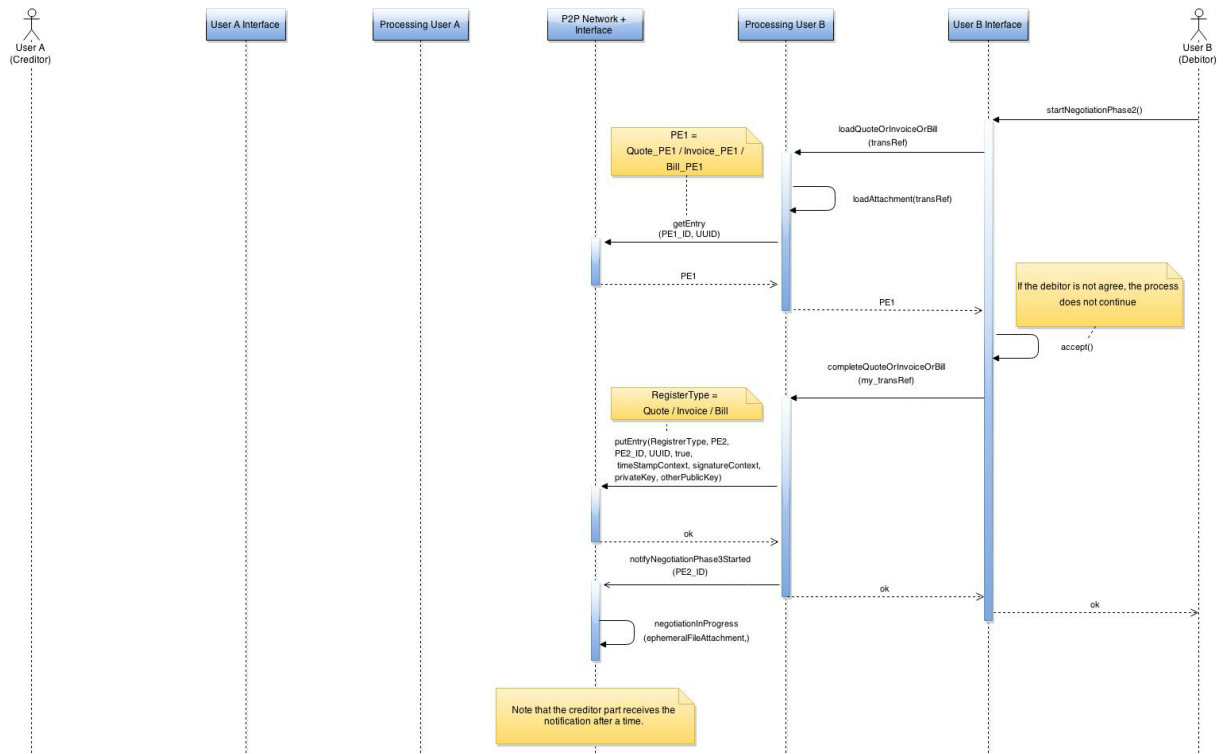 User A
(Creditor)
User A Interface
Processing User A
P2P Network +
Interface
Processing User B
User B Interface
User B
(Debitor)
startNegotiationPhase2()
loadQuoteOrInvoiceOrBill
(transRef)
PE1 =
Quote_PE1 / Invoice_PE1 /
Bill_PE1
loadAttachment(transRef)
getEntry
(PE1_ID, UUID)
PE1
PE1
If the debitor is not agree, the process
does not continue
accept()
completeQuoteOrInvoiceOrBill
(my_transRef)
RegisterType =
Quote / Invoice / Bill
putEntry(RegistrerType, PE2,
PE2_ID, UUID, true,
timeStampContext, signatureContext,
privateKey, otherPublicKey)
ok
notifyNegotiationPhase3Started
(PE2_ID)
ok
ok
negotiationInProgress
(ephemeralFileAttachment,)
Note that the creditor part receives the
notification after a time.